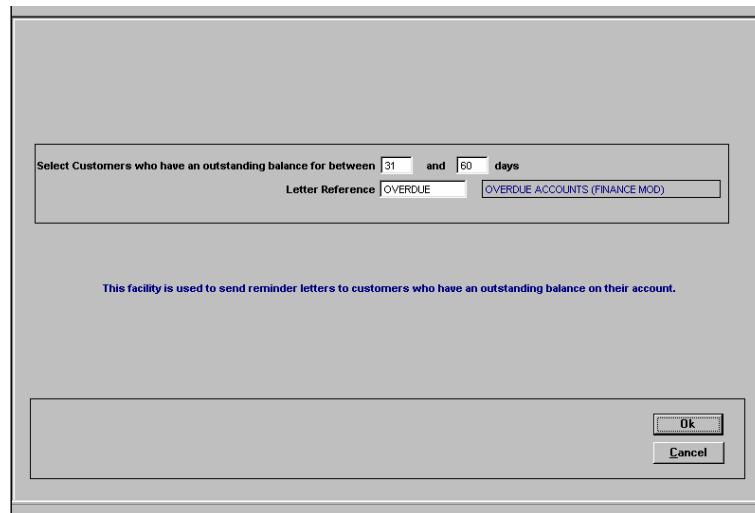 Select Customers who have an outstanding balance for between 31 and 60 days
Letter Reference OVERDUE OVERDUE ACCOUNTS (FINANCE MOD)
This facility is used to send reminder letters to customers who have an outstanding balance on their account.
Ok
Cancel